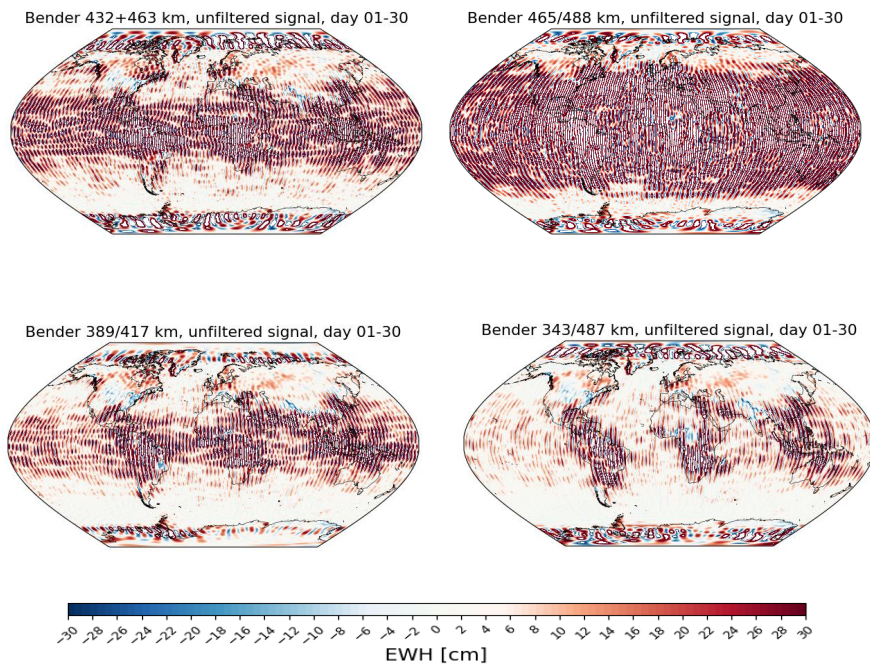 Bender 432+463 km, unfiltered signal, day 01-30
Bender 465/488 km, unfiltered signal, day 01-30
Bender 389/417 km, unfiltered signal, day 01-30
Bender 343/487 km, unfiltered signal, day 01-30
−30 −28 −26 −24 −22 −20 −18 −16 −14 −12 −10 −8 −6 −4 −2 0 2 4 6 8 10 12 14 16 18 20 22 24 26 28 30
EWH [cm]